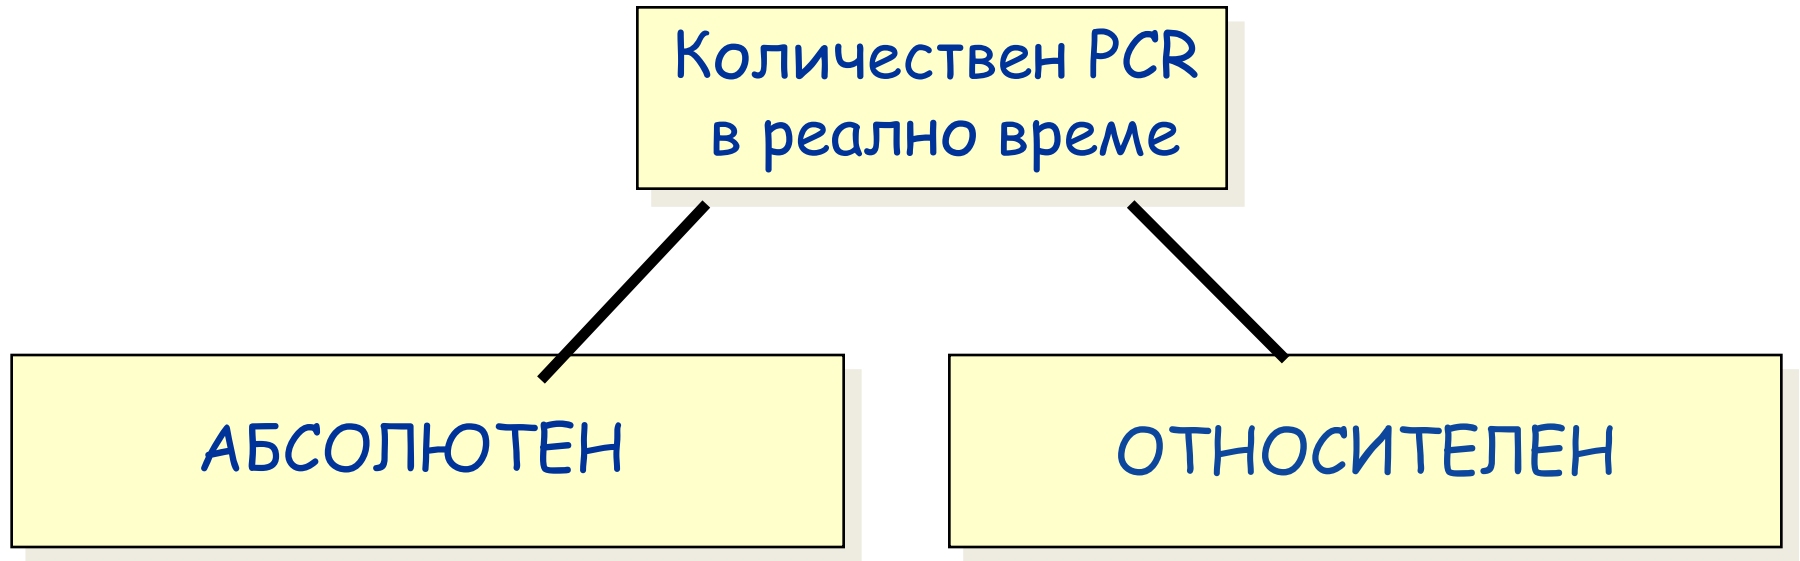 Количествен PCR
в реално време
АБСОЛЮТЕН
ОТНОСИТЕЛЕН